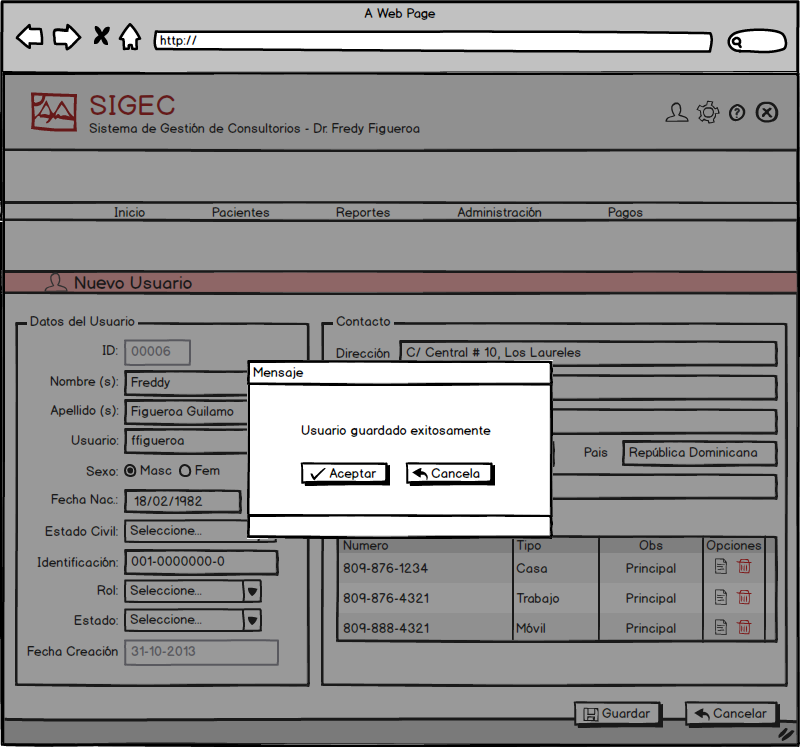 A Web Page
http://
SIGEC
Sistema de Gestión de Consultorios - Dr. Fredy Figueroa
Inicio Pacientes Reportes Administración Pagos
Nuevo Usuario
Datos del Usuario
ID: 00006
Nombre (s): Freddy
Apellido (s): Figueroa Guilamo
Usuario: ffigueroa
Sexo: Masc Fem
Fecha Nac.: 18/02/1982
Estado Civil: Seleccione...
Identificación: 001-0000000-0
Rol: Seleccione...
Estado: Seleccione...
Fecha Creación 31-10-2013
Contacto
Dirección C/ Central # 10, Los Laureles
Pais República Dominicana
Mensaje
Usuario guardado exitosamente
Aceptar Cancela
Numero Tipo Obs Opciones
809-876-1234 Casa Principal
809-876-4321 Trabajo Principal
809-888-4321 Móvil Principal
Guardar Cancelar